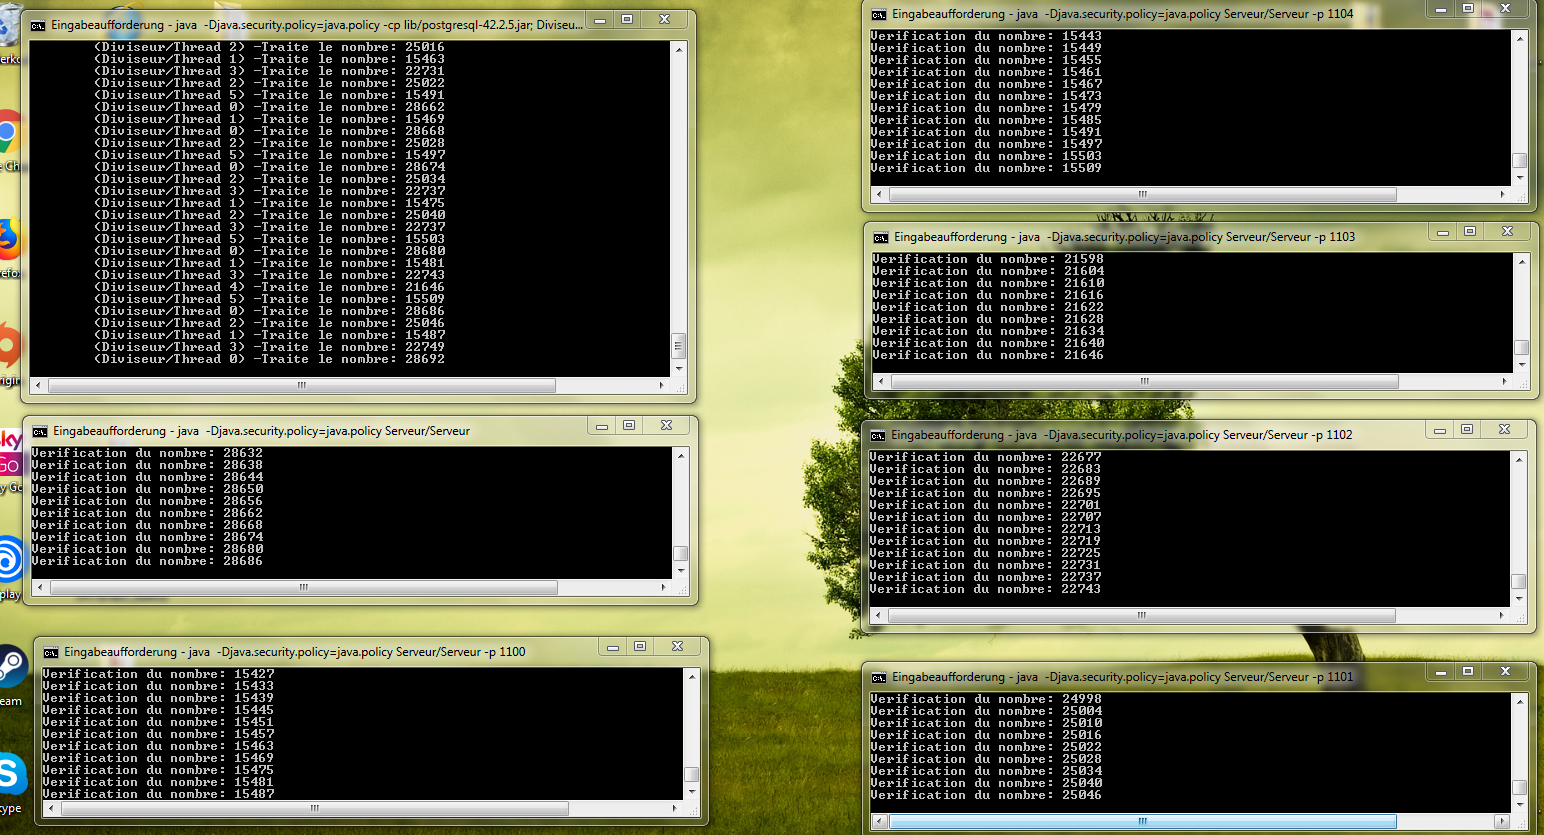 Eingabeaufforderung - java  -Djava.security.policy=java.policy -cp lib/postgresql-42.2.5.jar; Diviseu...
(Diviseur/Thread 2) -Traite le nombre: 25016
(Diviseur/Thread 1) -Traite le nombre: 15463
(Diviseur/Thread 3) -Traite le nombre: 22731
(Diviseur/Thread 2) -Traite le nombre: 25022
(Diviseur/Thread 5) -Traite le nombre: 15491
(Diviseur/Thread 0) -Traite le nombre: 28662
(Diviseur/Thread 1) -Traite le nombre: 15469
(Diviseur/Thread 0) -Traite le nombre: 28668
(Diviseur/Thread 2) -Traite le nombre: 25028
(Diviseur/Thread 5) -Traite le nombre: 15497
(Diviseur/Thread 0) -Traite le nombre: 28674
(Diviseur/Thread 2) -Traite le nombre: 25034
(Diviseur/Thread 3) -Traite le nombre: 22737
(Diviseur/Thread 1) -Traite le nombre: 15475
(Diviseur/Thread 2) -Traite le nombre: 25040
(Diviseur/Thread 3) -Traite le nombre: 22737
(Diviseur/Thread 5) -Traite le nombre: 15503
(Diviseur/Thread 0) -Traite le nombre: 28680
(Diviseur/Thread 1) -Traite le nombre: 15481
(Diviseur/Thread 3) -Traite le nombre: 22743
(Diviseur/Thread 4) -Traite le nombre: 21646
(Diviseur/Thread 5) -Traite le nombre: 15509
(Diviseur/Thread 0) -Traite le nombre: 28686
(Diviseur/Thread 2) -Traite le nombre: 25046
(Diviseur/Thread 1) -Traite le nombre: 15487
(Diviseur/Thread 3) -Traite le nombre: 22749
(Diviseur/Thread 0) -Traite le nombre: 28692
Eingabeaufforderung - java  -Djava.security.policy=java.policy Serveur/Serveur
Verification du nombre: 28632
Verification du nombre: 28638
Verification du nombre: 28644
Verification du nombre: 28650
Verification du nombre: 28656
Verification du nombre: 28662
Verification du nombre: 28668
Verification du nombre: 28674
Verification du nombre: 28680
Verification du nombre: 28686
Eingabeaufforderung - java  -Djava.security.policy=java.policy Serveur/Serveur -p 1100
Verification du nombre: 15427
Verification du nombre: 15433
Verification du nombre: 15439
Verification du nombre: 15445
Verification du nombre: 15451
Verification du nombre: 15457
Verification du nombre: 15463
Verification du nombre: 15469
Verification du nombre: 15475
Verification du nombre: 15481
Verification du nombre: 15487
Eingabeaufforderung - java  -Djava.security.policy=java.policy Serveur/Serveur -p 1104
Verification du nombre: 15443
Verification du nombre: 15449
Verification du nombre: 15455
Verification du nombre: 15461
Verification du nombre: 15467
Verification du nombre: 15473
Verification du nombre: 15479
Verification du nombre: 15485
Verification du nombre: 15491
Verification du nombre: 15497
Verification du nombre: 15503
Verification du nombre: 15509
Eingabeaufforderung - java  -Djava.security.policy=java.policy Serveur/Serveur -p 1103
Verification du nombre: 21598
Verification du nombre: 21604
Verification du nombre: 21610
Verification du nombre: 21616
Verification du nombre: 21622
Verification du nombre: 21628
Verification du nombre: 21634
Verification du nombre: 21640
Verification du nombre: 21646
Eingabeaufforderung - java  -Djava.security.policy=java.policy Serveur/Serveur -p 1102
Verification du nombre: 22677
Verification du nombre: 22683
Verification du nombre: 22689
Verification du nombre: 22695
Verification du nombre: 22701
Verification du nombre: 22707
Verification du nombre: 22713
Verification du nombre: 22719
Verification du nombre: 22725
Verification du nombre: 22731
Verification du nombre: 22737
Verification du nombre: 22743
Eingabeaufforderung - java  -Djava.security.policy=java.policy Serveur/Serveur -p 1101
Verification du nombre: 24998
Verification du nombre: 25004
Verification du nombre: 25010
Verification du nombre: 25016
Verification du nombre: 25022
Verification du nombre: 25028
Verification du nombre: 25034
Verification du nombre: 25040
Verification du nombre: 25046
sky
GO
play
eam
kype